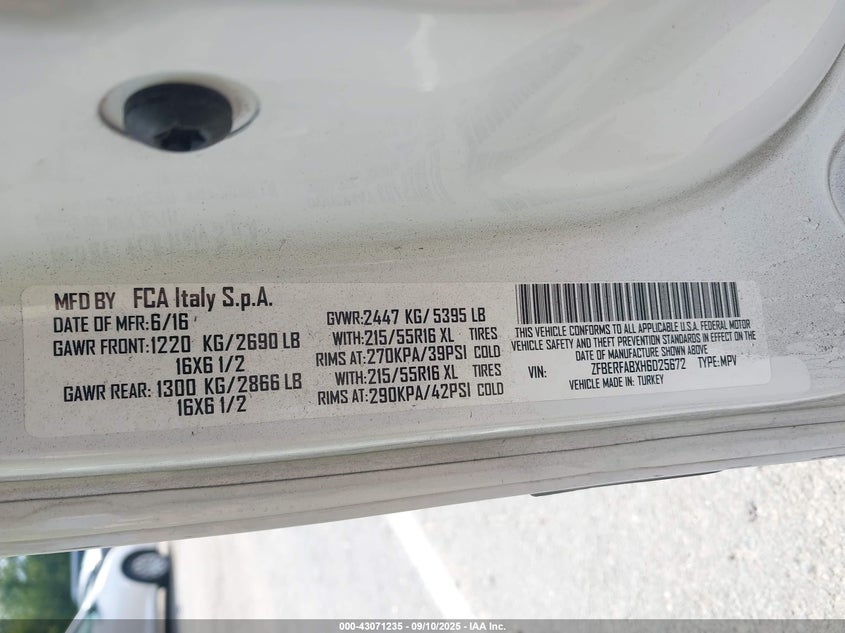 MFD BY FCA Italy S.p.A.
DATE OF MFR:6/16
GAWR FRONT:1220 KG/2690 LB
16X6 1/2
GAWR REAR: 1300 KG/2866 LB
16X6 1/2
GVWR:2447 KG/ 5395 LB
WITH:215/55R16 XL TIRES
RIMS AT:270KPA/39PSI COLD
WITH:215/55R16 XL TIRES
RIMS AT:290KPA/42PSI COLD
THIS VEHICLE CONFORMS TO ALL APPLICABLE U.S.A. FEDERAL MOTOR
VEHICLE SAFETY AND THEFT PREVENTION STANDARDS IN EFFECT ON THE
DATE OF MANUFACTURE SHOWN ABOVE.
VIN: ZFBERFABXH6D25672 TYPE:MPV
VEHICLE MADE IN: TURKEY
000-43071235 - 09/10/2025 - IAA Inc.